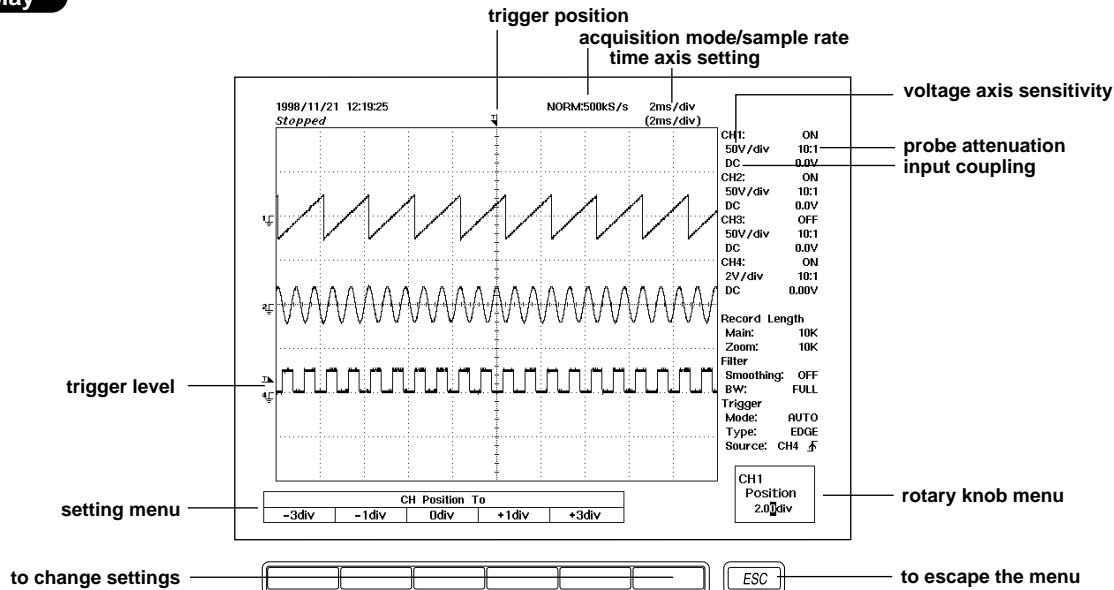 trigger position
acquisition mode/sample rate
time axis setting
voltage axis sensitivity
probe attenuation
input coupling
1998/11/21 12:19:25
Stopped
NORM:500kS/s
2ms/div
(2ms/div)
CH1: ON
50V/div 10:1
DC 0.0V
CH2: ON
50V/div 10:1
DC 0.0V
CH3: OFF
50V/div 10:1
DC 0.0V
CH4: ON
2V/div 10:1
DC 0.00V
Record Length
Main: 10K
Zoom: 10K
Filter
Smoothing: OFF
BW: FULL
Trigger
Mode: AUTO
Type: EDGE
Source: CH4
T
1
2
T
4
trigger level
CH1
Position
2.00div
rotary knob menu
setting menu
CH Position To
-3div -1div 0div +1div +3div
to change settings
ESC
to escape the menu